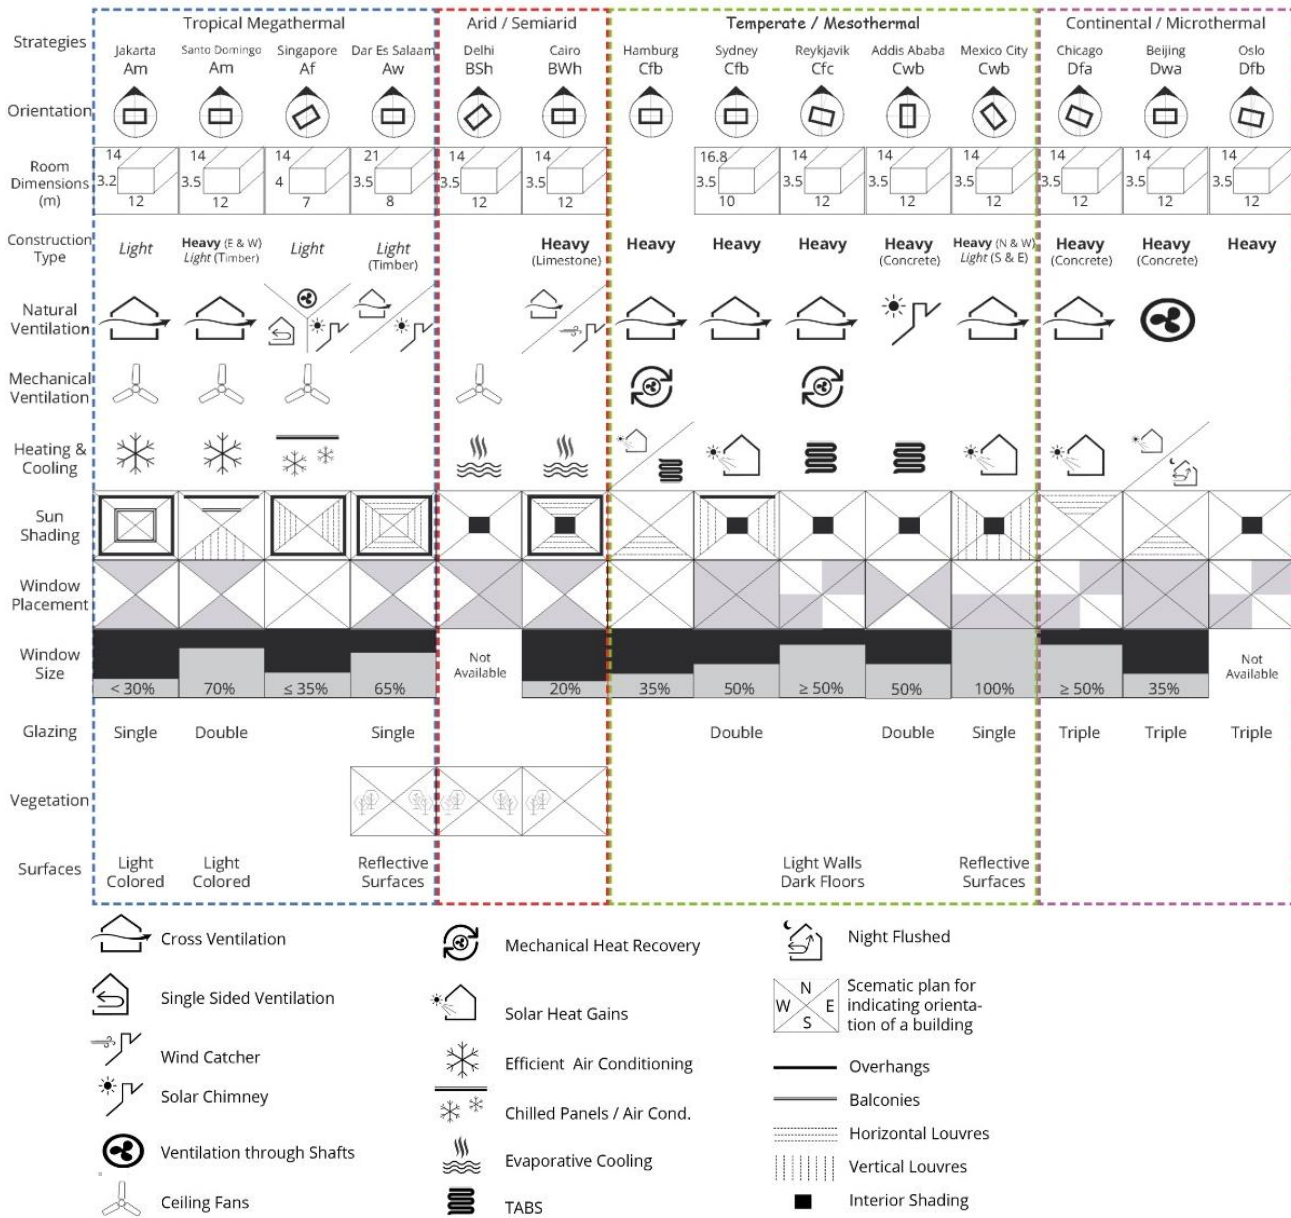 Tropical Megathermal Arid / Semiarid Temperate / Mesothermal Continental / Microthermal
Strategies
Jakarta Santo Domingo Singapore Dar Es Salaam Delhi Cairo Hamburg Sydney Reykjavik Addis Ababa Mexico City Chicago Beijing Oslo
Am Am Af Aw BSh BWh Cfb Cfb Cfc Cwb Cwb Dfa Dwa Dfb
Orientation
14 14 14 21 14 14 16.8 14 14 14 14 14 14
Room
Dimensions
(m)
3.2 3.5 4 3.5 3.5 3.5 3.5 3.5 3.5 3.5 3.5 3.5 3.5
12 12 7 8 12 12 10 12 12 12 12 12 12
Construction
Type
Light
Heavy (E & W)
Light (Timber)
Light
Light
(Timber)
Heavy
(Limestone)
Heavy
Heavy
Heavy
Heavy
(Concrete)
Heavy (N & W)
Light (S & E)
Heavy
(Concrete)
Heavy
(Concrete)
Heavy
Natural
Ventilation
Mechanical
Ventilation
Heating &
Cooling
Sun
Shading
Window
Placement
Window
Size
< 30% 70% ≤ 35% 65%
Not
Available
20% 35% 50% ≥ 50% 50% 100% ≥ 50% 35%
Not
Available
Glazing Single Double Single Double Double Single Triple Triple Triple
Vegetation
Surfaces
Light
Colored
Light
Colored
Reflective
Surfaces
Light Walls
Dark Floors
Reflective
Surfaces
Cross Ventilation
Single Sided Ventilation
Wind Catcher
Solar Chimney
Ventilation through Shafts
Ceiling Fans
Mechanical Heat Recovery
Solar Heat Gains
Efficient Air Conditioning
Chilled Panels / Air Cond.
Evaporative Cooling
TABS
Night Flushed
N
W E
S
Scematic plan for
indicating orienta-
tion of a building
Overhangs
Balconies
Horizontal Louvres
Vertical Louvres
Interior Shading